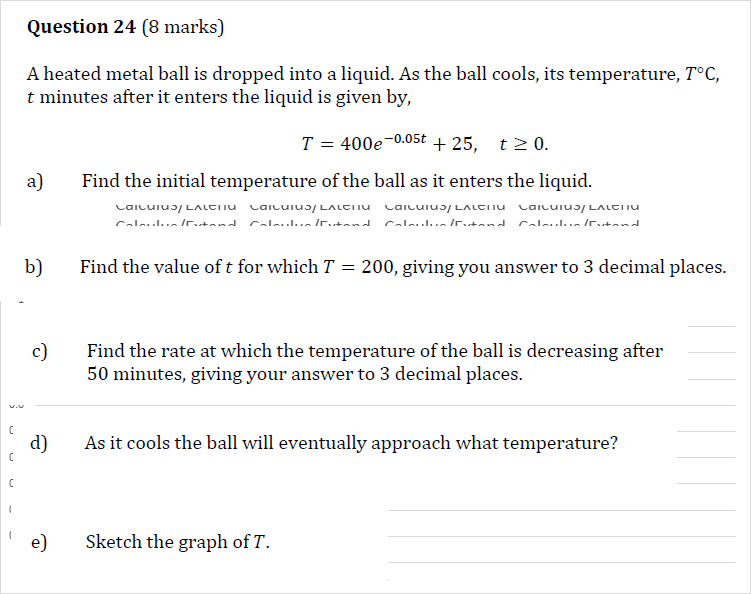 Question 24 (8 marks)
A heated metal ball is dropped into a liquid. As the ball cools, its temperature, T°C,
t minutes after it enters the liquid is given by,
T = 400e^{−0.05t} + 25, t ≥ 0.
a) Find the initial temperature of the ball as it enters the liquid.
Calculus/Extend Calculus/Extend Calculus/Extend Calculus/Extend
Calculus/Extend Calculus/Extend Calculus/Extend Calculus/Extend
b) Find the value of t for which T = 200, giving you answer to 3 decimal places.
c) Find the rate at which the temperature of the ball is decreasing after
50 minutes, giving your answer to 3 decimal places.
d) As it cools the ball will eventually approach what temperature?
e) Sketch the graph of T.